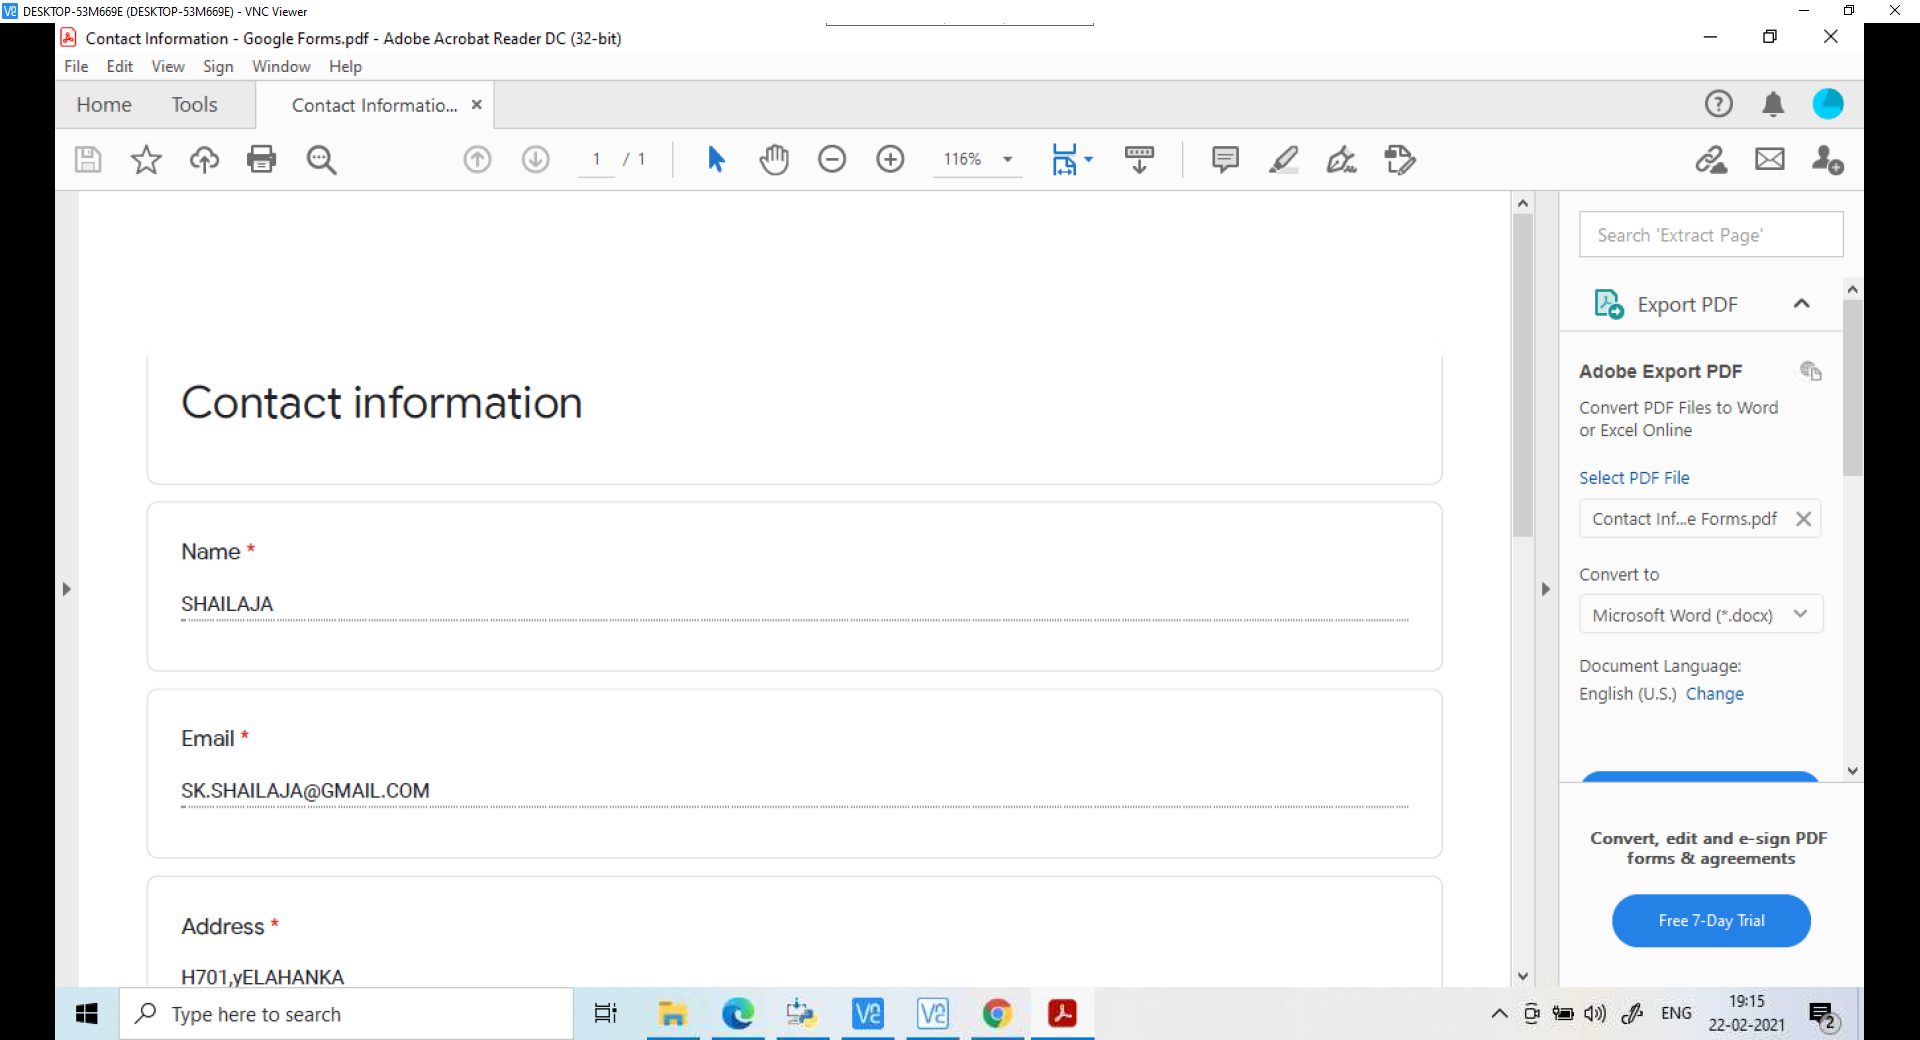 DESKTOP-53M669E (DESKTOP-53M669E) - VNC Viewer
Contact Information - Google Forms.pdf - Adobe Acrobat Reader DC (32-bit)
File Edit View Sign Window Help
Home Tools Contact Informatio... ×
1 / 1 116%
Search 'Extract Page'
Export PDF
Adobe Export PDF
Convert PDF Files to Word
or Excel Online
Select PDF File
Contact Inf...e Forms.pdf
Convert to
Microsoft Word (*.docx)
Document Language:
English (U.S.) Change
Convert, edit and e-sign PDF
forms & agreements
Free 7-Day Trial
Contact information
Name *
SHAILAJA
Email *
SK.SHAILAJA@GMAIL.COM
Address *
H701,yELAHANKA
Type here to search
ENG
19:15
22-02-2021
2